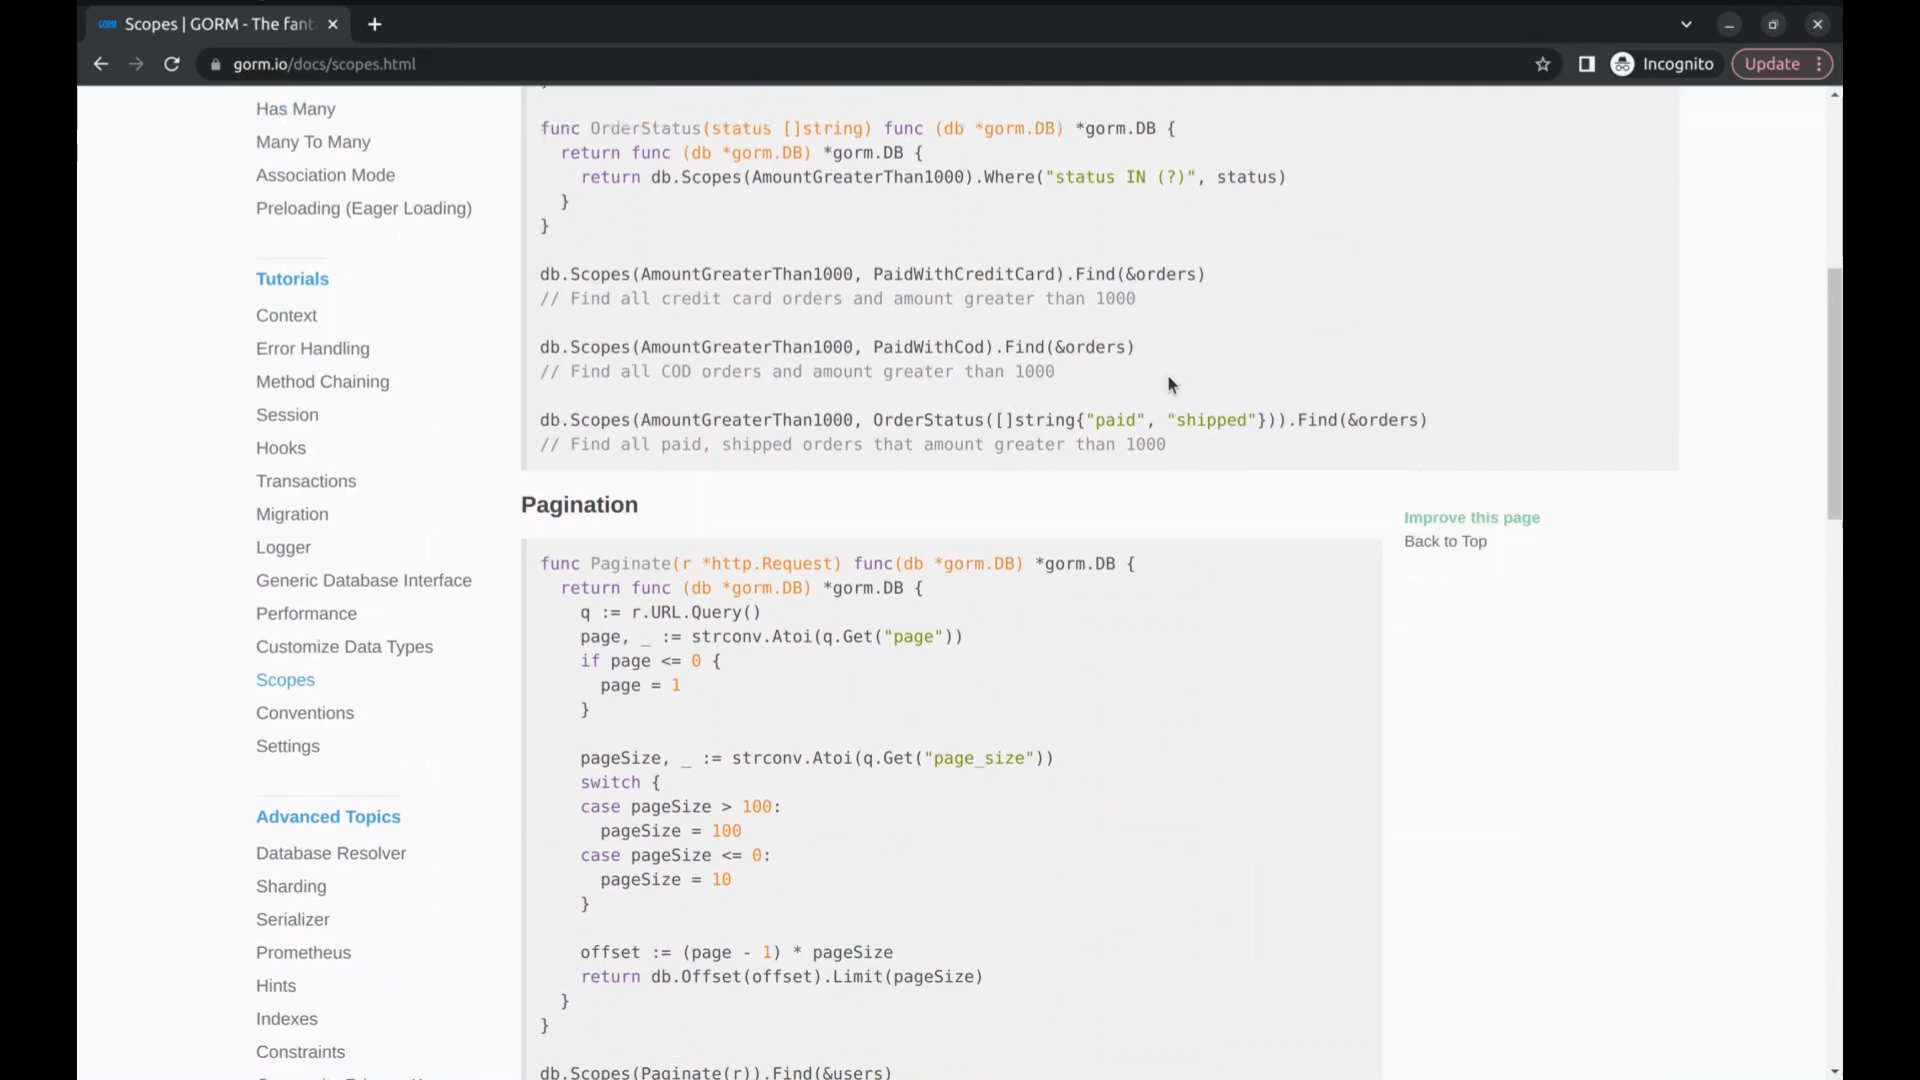 Scopes | GORM - The fant
gorm.io/docs/scopes.html
Incognito
Update
Has Many
Many To Many
Association Mode
Preloading (Eager Loading)
Tutorials
Context
Error Handling
Method Chaining
Session
Hooks
Transactions
Migration
Logger
Generic Database Interface
Performance
Customize Data Types
Scopes
Conventions
Settings
Advanced Topics
Database Resolver
Sharding
Serializer
Prometheus
Hints
Indexes
Constraints
func OrderStatus(status []string) func (db *gorm.DB) *gorm.DB {
return func (db *gorm.DB) *gorm.DB {
return db.Scopes(AmountGreaterThan1000).Where("status IN (?)", status)
}
}
db.Scopes(AmountGreaterThan1000, PaidWithCreditCard).Find(&orders)
// Find all credit card orders and amount greater than 1000
db.Scopes(AmountGreaterThan1000, PaidWithCod).Find(&orders)
// Find all COD orders and amount greater than 1000
db.Scopes(AmountGreaterThan1000, OrderStatus([]string{"paid", "shipped"})).Find(&orders)
// Find all paid, shipped orders that amount greater than 1000
Pagination
func Paginate(r *http.Request) func(db *gorm.DB) *gorm.DB {
return func (db *gorm.DB) *gorm.DB {
q := r.URL.Query()
page, _ := strconv.Atoi(q.Get("page"))
if page <= 0 {
page = 1
}
pageSize, _ := strconv.Atoi(q.Get("page_size"))
switch {
case pageSize > 100:
pageSize = 100
case pageSize <= 0:
pageSize = 10
}
offset := (page - 1) * pageSize
return db.Offset(offset).Limit(pageSize)
}
}
db.Scopes(Paginate(r)).Find(&users)
Improve this page
Back to Top